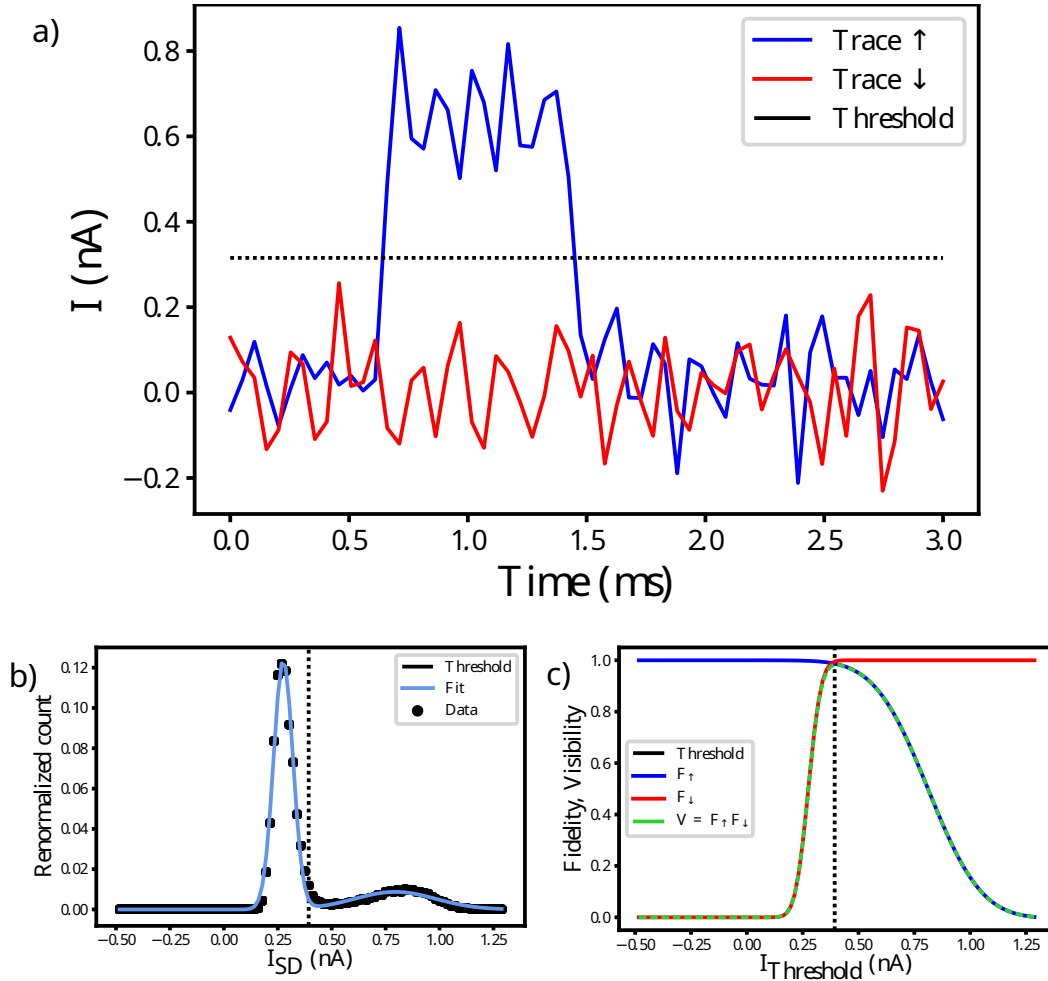 a)
0.8
0.6
0.4
0.2
0.0
−0.2
I (nA)
Trace ↑
Trace ↓
Threshold
0.0 0.5 1.0 1.5 2.0 2.5 3.0
Time (ms)
b)
0.12
0.10
0.08
0.06
0.04
0.02
0.00
Renormalized count
Threshold
Fit
Data
−0.50 −0.25 0.00 0.25 0.50 0.75 1.00 1.25
I_SD (nA)
c)
1.0
0.8
0.6
0.4
0.2
0.0
Fidelity, Visibility
Threshold
F↑
F↓
V = F↑F↓
−0.50 −0.25 0.00 0.25 0.50 0.75 1.00 1.25
I_Threshold (nA)